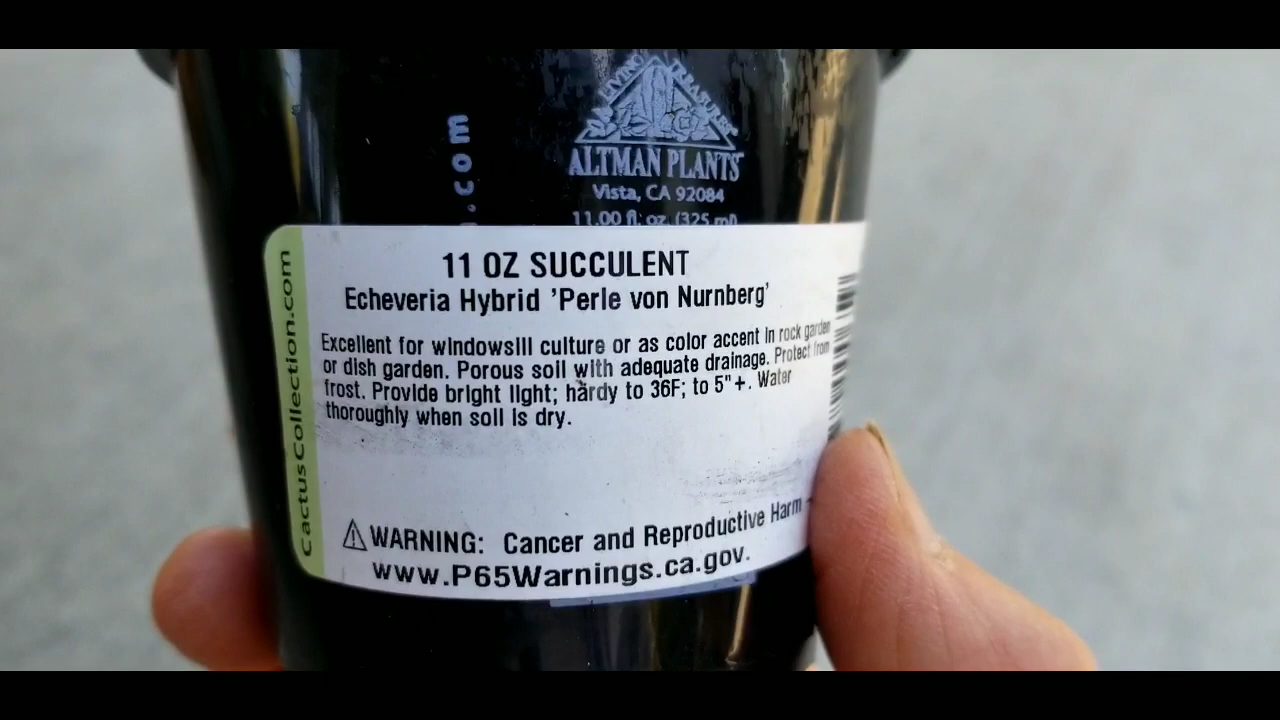 LIVING TREASURES
ALTMAN PLANTS
Vista, CA 92084
11.00 fl. oz. (325 ml)
.com
CactusCollection.com
11 OZ SUCCULENT
Echeveria Hybrid 'Perle von Nurnberg'
Excellent for windowsill culture or as color accent in rock garden
or dish garden. Porous soil with adequate drainage. Protect from
frost. Provide bright light; hardy to 36F; to 5"+. Water
thoroughly when soil is dry.
⚠WARNING: Cancer and Reproductive Harm -
www.P65Warnings.ca.gov.